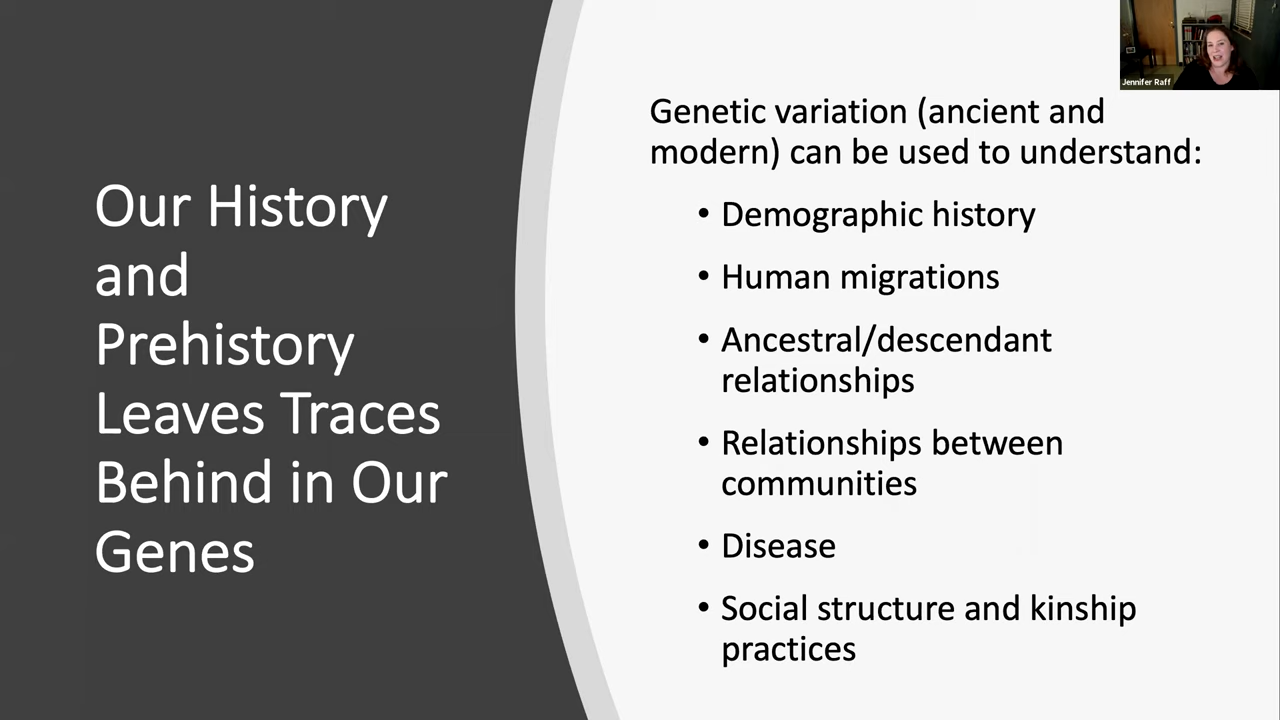 Our History
and
Prehistory
Leaves Traces
Behind in Our
Genes
Genetic variation (ancient and
modern) can be used to understand:
• Demographic history
• Human migrations
• Ancestral/descendant
relationships
• Relationships between
communities
• Disease
• Social structure and kinship
practices
Jennifer Raff